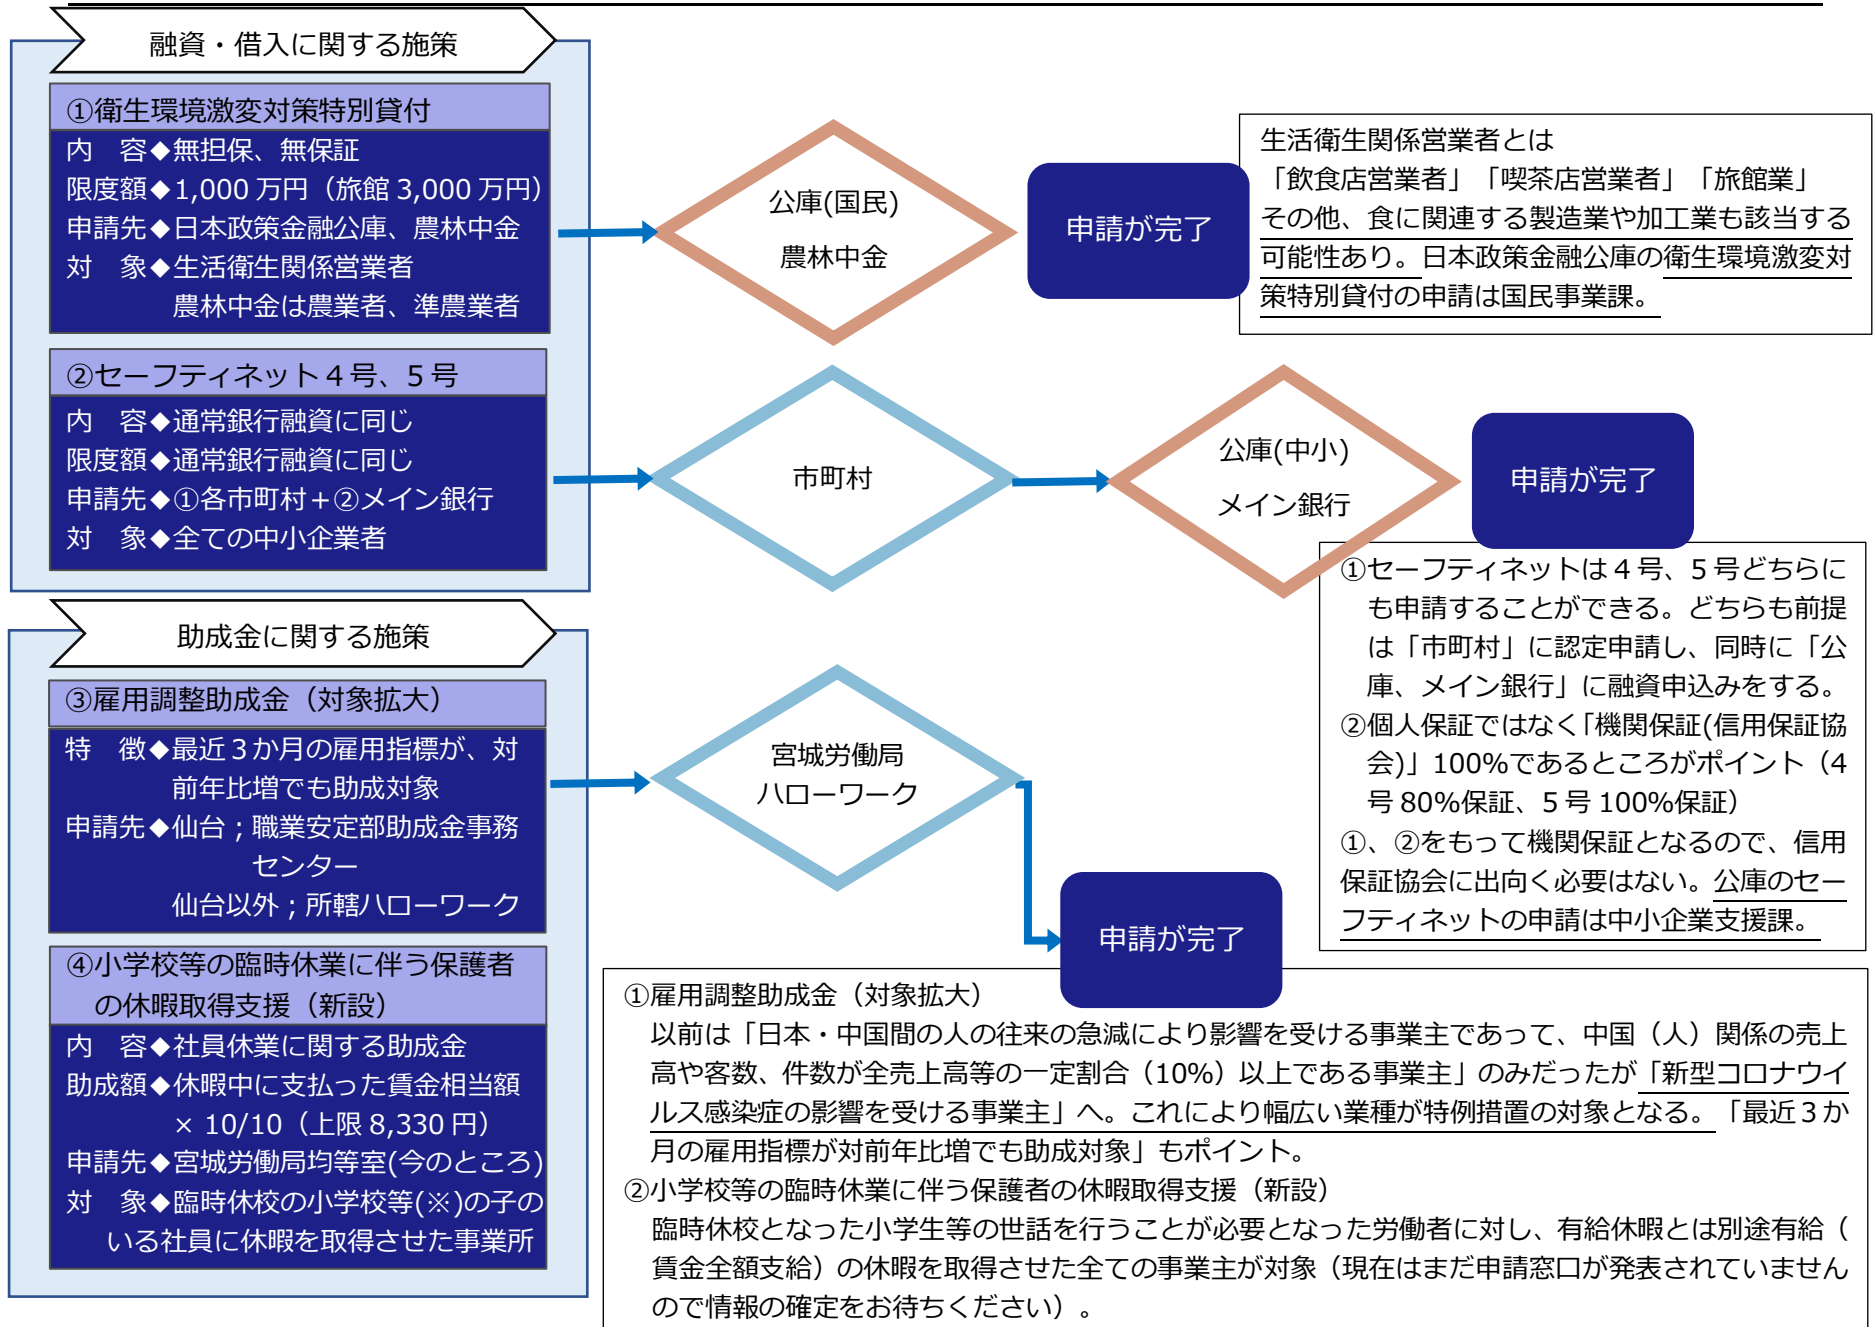 融資・借入に関する施策
①衛生環境激変対策特別貸付
内　容◆無担保、無保証
限度額◆1,000 万円（旅館 3,000 万円）
申請先◆日本政策金融公庫、農林中金
対　象◆生活衛生関係営業者
農林中金は農業者、準農業者
公庫(国民)
農林中金
申請が完了
生活衛生関係営業者とは
「飲食店営業者」「喫茶店営業者」「旅館業」
その他、食に関連する製造業や加工業も該当する
可能性あり。日本政策金融公庫の衛生環境激変対
策特別貸付の申請は国民事業課。
②セーフティネット４号、５号
内　容◆通常銀行融資に同じ
限度額◆通常銀行融資に同じ
申請先◆①各市町村＋②メイン銀行
対　象◆全ての中小企業者
市町村
公庫(中小)
メイン銀行
申請が完了
①セーフティネットは４号、５号どちらに
も申請することができる。どちらも前提
は「市町村」に認定申請し、同時に「公
庫、メイン銀行」に融資申込みをする。
②個人保証ではなく「機関保証(信用保証協
会)」100%であるところがポイント（4
号 80%保証、５号 100%保証）
①、②をもって機関保証となるので、信用
保証協会に出向く必要はない。公庫のセー
フティネットの申請は中小企業支援課。
助成金に関する施策
③雇用調整助成金（対象拡大）
特　徴◆最近３か月の雇用指標が、対
前年比増でも助成対象
申請先◆仙台；職業安定部助成金事務
センター
仙台以外；所轄ハローワーク
宮城労働局
ハローワーク
申請が完了
④小学校等の臨時休業に伴う保護者
の休暇取得支援（新設）
内　容◆社員休業に関する助成金
助成額◆休暇中に支払った賃金相当額
× 10/10（上限 8,330 円）
申請先◆宮城労働局均等室(今のところ)
対　象◆臨時休校の小学校等(※)の子の
いる社員に休暇を取得させた事業所
①雇用調整助成金（対象拡大）
以前は「日本・中国間の人の往来の急減により影響を受ける事業主であって、中国（人）関係の売上
高や客数、件数が全売上高等の一定割合（10%）以上である事業主」のみだったが「新型コロナウイ
ルス感染症の影響を受ける事業主」へ。これにより幅広い業種が特例措置の対象となる。「最近３か
月の雇用指標が対前年比増でも助成対象」もポイント。
②小学校等の臨時休業に伴う保護者の休暇取得支援（新設）
臨時休校となった小学生等の世話を行うことが必要となった労働者に対し、有給休暇とは別途有給（
賃金全額支給）の休暇を取得させた全ての事業主が対象（現在はまだ申請窓口が発表されていません
ので情報の確定をお待ちください）。